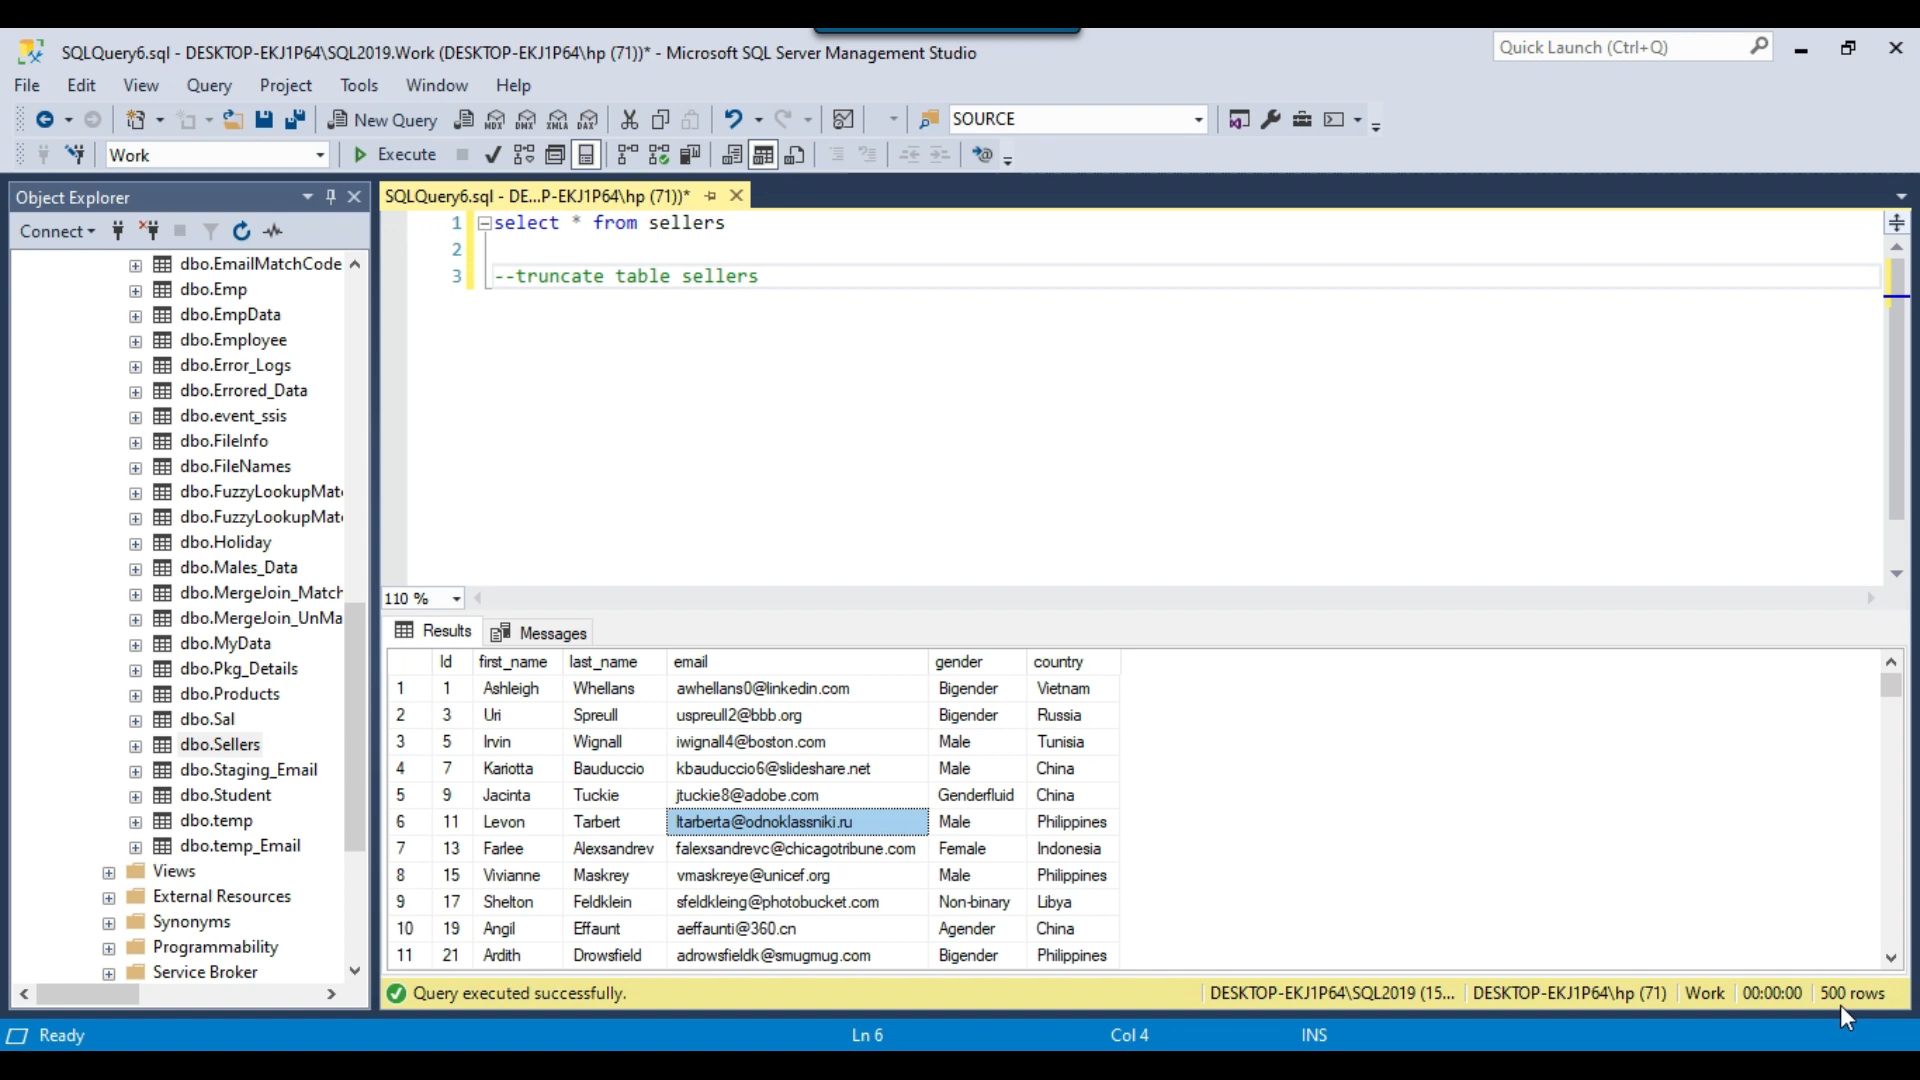 SQLQuery6.sql - DESKTOP-EKJ1P64\SQL2019.Work (DESKTOP-EKJ1P64\hp (71))* - Microsoft SQL Server Management Studio
Quick Launch (Ctrl+Q)
File Edit View Query Project Tools Window Help
New Query MDX DMX XMLA DAX SOURCE
Work Execute
Object Explorer
SQLQuery6.sql - DE...P-EKJ1P64\hp (71))*
Connect
dbo.EmailMatchCode
dbo.Emp
dbo.EmpData
dbo.Employee
dbo.Error_Logs
dbo.Errored_Data
dbo.event_ssis
dbo.FileInfo
dbo.FileNames
dbo.FuzzyLookupMat
dbo.FuzzyLookupMat
dbo.Holiday
dbo.Males_Data
dbo.MergeJoin_Match
dbo.MergeJoin_UnMa
dbo.MyData
dbo.Pkg_Details
dbo.Products
dbo.Sal
dbo.Sellers
dbo.Staging_Email
dbo.Student
dbo.temp
dbo.temp_Email
Views
External Resources
Synonyms
Programmability
Service Broker
1 select * from sellers
2
3 --truncate table sellers
110 %
Results Messages
Id first_name last_name email gender country
1 1 Ashleigh Whellans awhellans0@linkedin.com Bigender Vietnam
2 3 Uri Spreull uspreull2@bbb.org Bigender Russia
3 5 Irvin Wignall iwignall4@boston.com Male Tunisia
4 7 Kariotta Bauduccio kbauduccio6@slideshare.net Male China
5 9 Jacinta Tuckie jtuckie8@adobe.com Genderfluid China
6 11 Levon Tarbert ltarberta@odnoklassniki.ru Male Philippines
7 13 Farlee Alexsandrev falexsandrevc@chicagotribune.com Female Indonesia
8 15 Vivianne Maskrey vmaskreye@unicef.org Male Philippines
9 17 Shelton Feldklein sfeldkleing@photobucket.com Non-binary Libya
10 19 Angil Effaunt aeffaunti@360.cn Agender China
11 21 Ardith Drowsfield adrowsfieldk@smugmug.com Bigender Philippines
Query executed successfully. DESKTOP-EKJ1P64\SQL2019 (15... DESKTOP-EKJ1P64\hp (71) Work 00:00:00 500 rows
Ready Ln 6 Col 4 INS